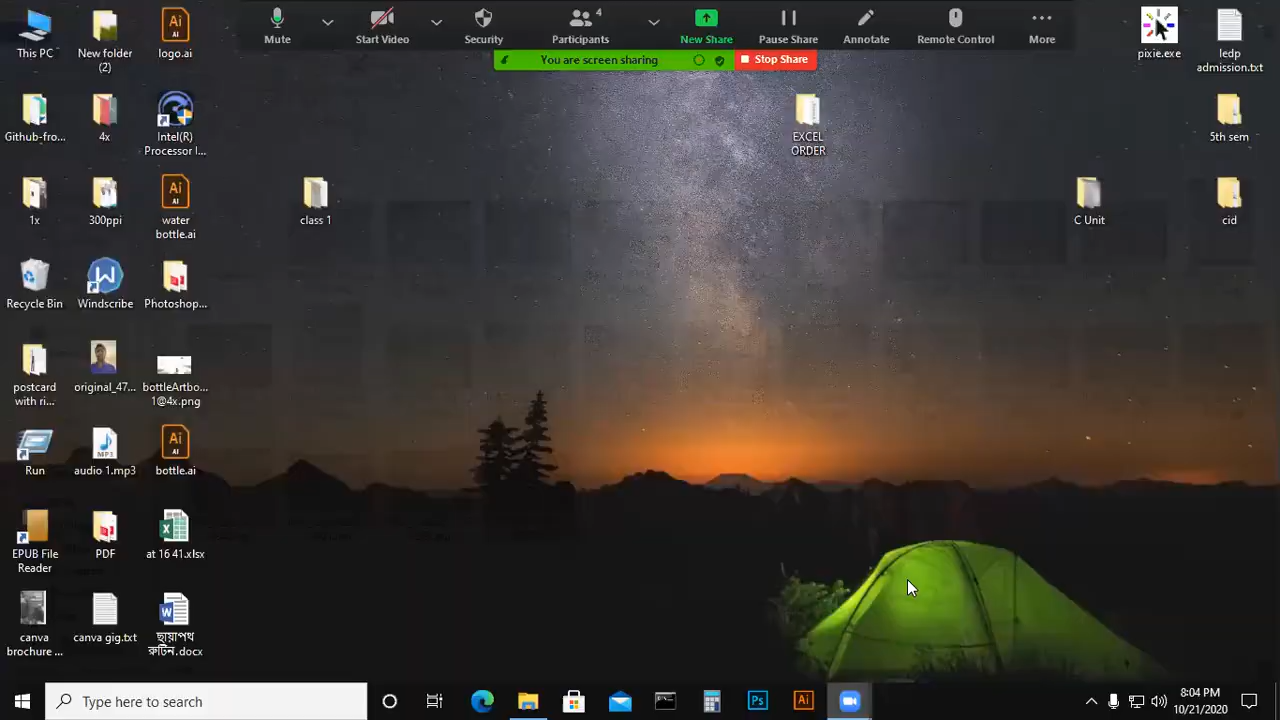 4
Mute
Start Video
Security
Participants
New Share
Pause Share
Annotate
Remote Control
More
You are screen sharing
Stop Share
This PC
New folder
(2)
logo.ai
pixie.exe
ledp
admission.txt
Github-fro...
4x
Intel(R)
Processor I...
EXCEL
ORDER
5th sem
1x
300ppi
water
bottle.ai
class 1
C Unit
cid
Recycle Bin
Windscribe
Photoshop...
postcard
with ri...
original_47...
bottleArtbo...
1@4x.png
Run
audio 1.mp3
bottle.ai
EPUB File
Reader
PDF
at 16 41.xlsx
canva
brochure ...
canva gig.txt
ছায়াপথ
রুটিন.docx
Type here to search
10/21/2020